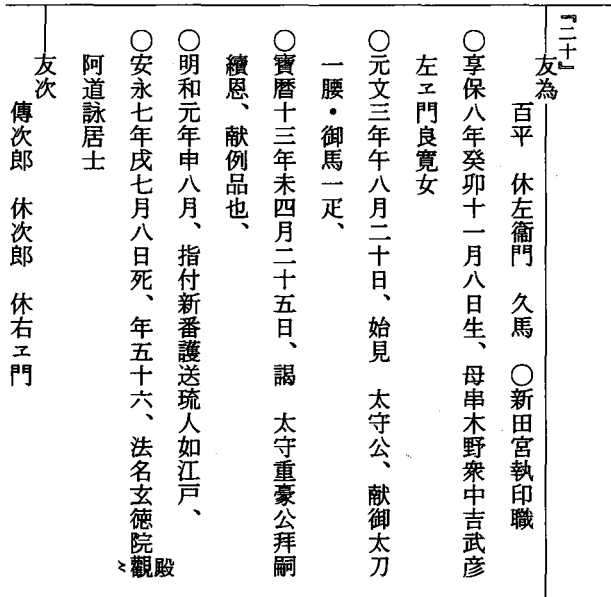 『二十』
友為
百平　休左衞門　久馬　○新田宮執印職
○享保八年癸卯十一月八日生、母串木野衆中吉武彦
左ヱ門良寛女
○元文三年午八月二十日、始見　太守公、献御太刀
一腰・御馬一疋、
○寶暦十三年未四月二十五日、謁　太守重豪公拜嗣
續恩、献例品也、
○明和元年申八月、指付新番護送琉人如江戸、
○安永七年戌七月八日死、年五十六、法名玄徳院觀
殿ミ
阿道詠居士
友次
傳次郎　休次郎　休右ヱ門